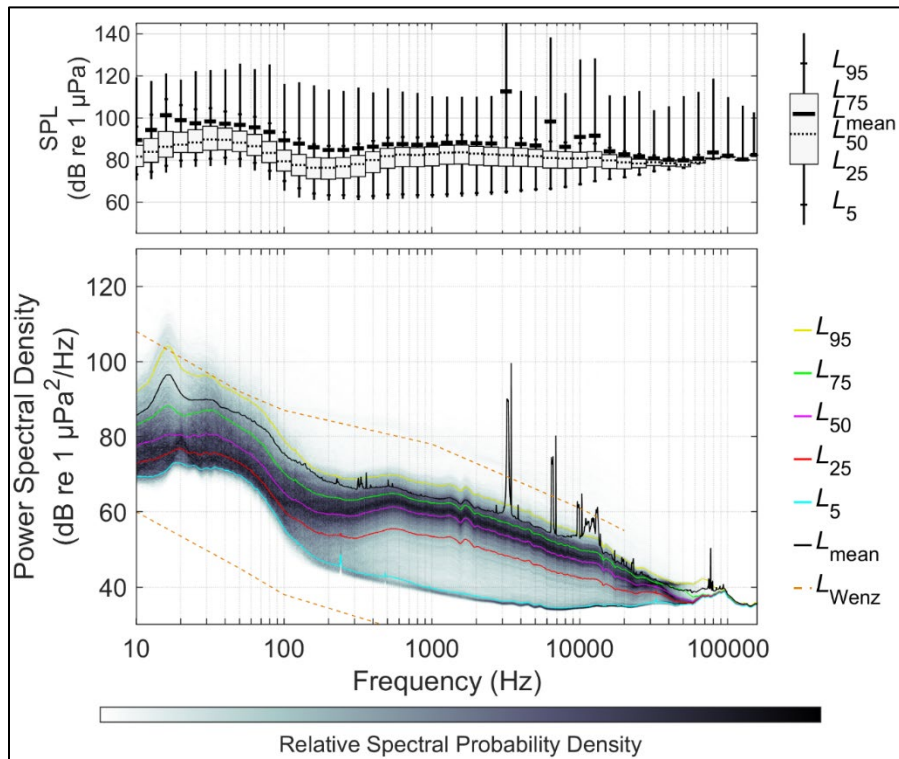 140
120
100
80
60
SPL
(dB re 1 µPa)
L95
L75
Lmean
L50
L25
L5
120
100
80
60
40
Power Spectral Density
(dB re 1 µPa²/Hz)
10 100 1000 10000 100000
Frequency (Hz)
L95
L75
L50
L25
L5
Lmean
LWenz
Relative Spectral Probability Density